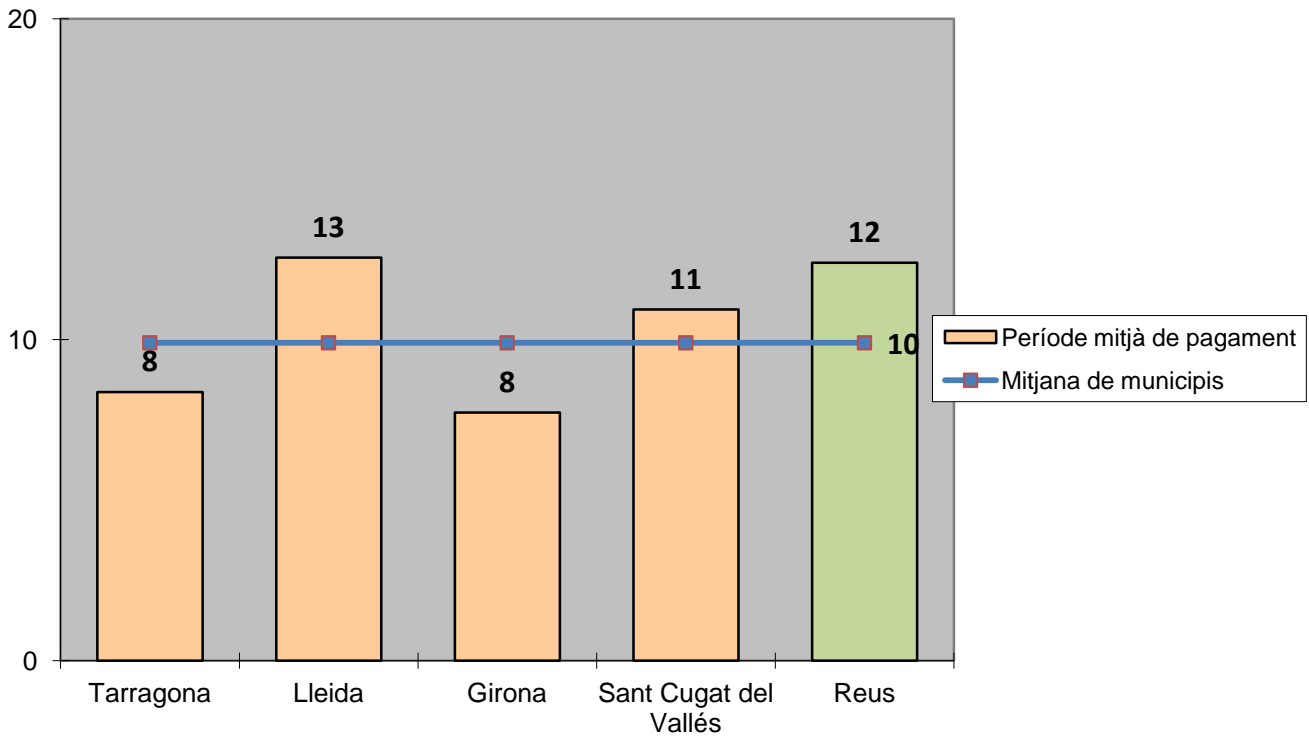 20
10
0
8
13
8
11
12
10
Tarragona
Lleida
Girona
Sant Cugat del
Vallés
Reus
Període mitjà de pagament
Mitjana de municipis